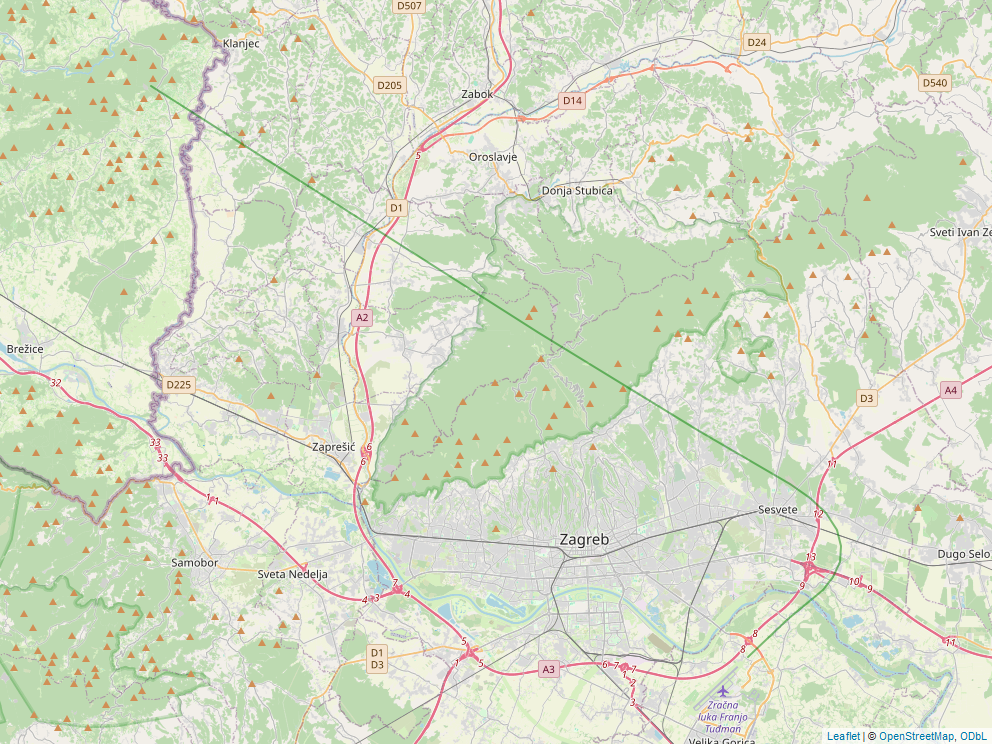 D507
Klanjec
D24
D205
D540
Zabok
D14
5
Oroslavje
Donja Stubica
D1
Sveti Ivan Ze
A2
Brežice
32
D225
D3
A4
Zaprešić
6
6
33
33
11
11
12
Sesvete
Zagreb
Samobor
Sveta Nedelja
13
Dugo Selo
10
9
9
7
4
4
3
5
1
5
8
8
11
D1
D3
A3
6
7
7
1
2
3
Zračna
luka Franjo
Tuđman
Velika Gorica
Leaflet | © OpenStreetMap, ODbL